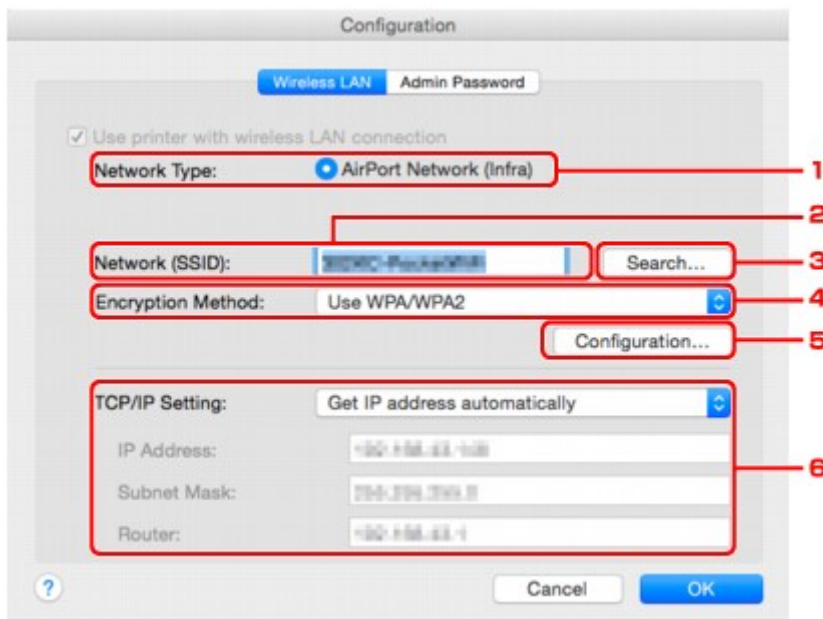 Configuration
Wireless LAN Admin Password
Use printer with wireless LAN connection
Network Type: AirPort Network (Infra) 1
2
Network (SSID): Search... 3
Encryption Method: Use WPA/WPA2 4
Configuration... 5
TCP/IP Setting: Get IP address automatically
IP Address:
6
Subnet Mask:
Router:
? Cancel OK